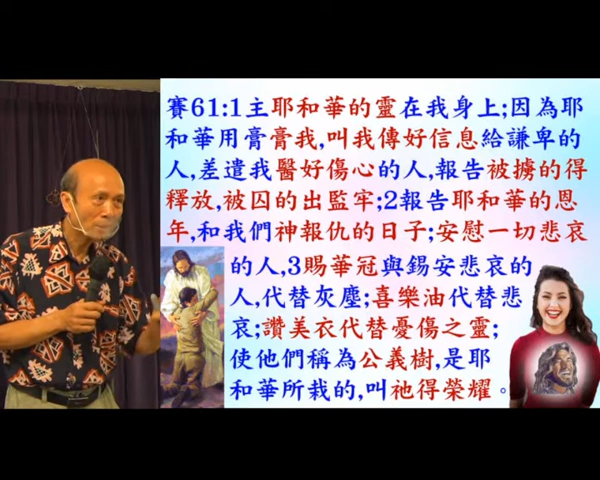 賽61:1主耶和華的靈在我身上;因為耶
和華用膏膏我,叫我傳好信息給謙卑的
人,差遣我醫好傷心的人,報告被擄的得
釋放,被囚的出監牢;2報告耶和華的恩
年,和我們神報仇的日子;安慰一切悲哀
的人,3賜華冠與錫安悲哀的
人,代替灰塵;喜樂油代替悲
哀;讚美衣代替憂傷之靈;
使他們稱為公義樹,是耶
和華所栽的,叫祂得榮耀。